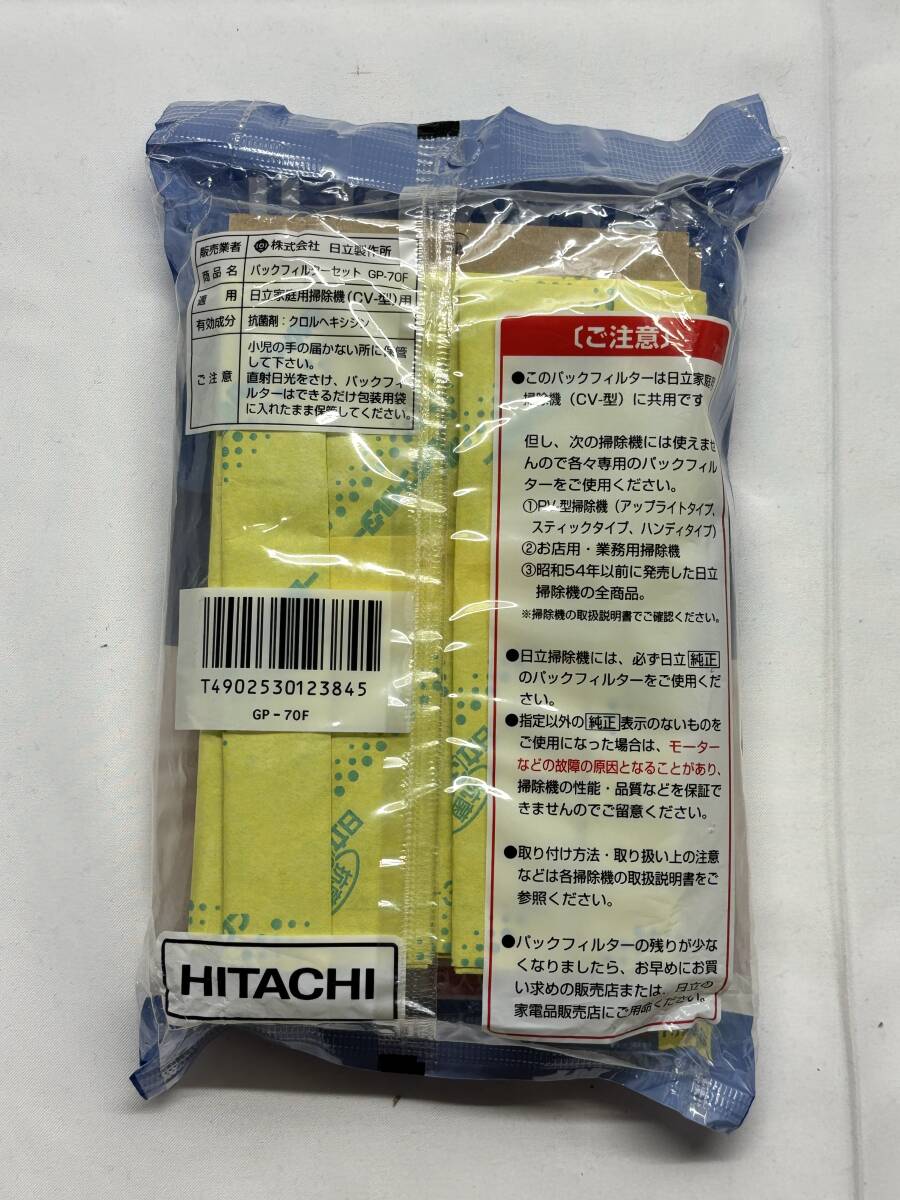 販売業者 株式会社 日立製作所
商品名 パックフィルターセット GP-70F
適用 日立家庭用掃除機(CV-型)用
有効成分 抗菌剤:クロルヘキシジン
ご注意
小児の手の届かない所に保管
して下さい。
直射日光をさけ、パックフィ
ルターはできるだけ包装用袋
に入れたまま保管してください。
T4902530123845
GP-70F
日立
抗菌
HITACHI
〔ご注意〕
●このパックフィルターは日立家庭用
掃除機(CV-型)に共用です
但し、次の掃除機には使えませ
んので各々専用のパックフィル
ターをご使用ください。
①PV-型掃除機(アップライトタイプ、
スティックタイプ、ハンディタイプ)
②お店用・業務用掃除機
③昭和54年以前に発売した日立
掃除機の全商品。
※掃除機の取扱説明書でご確認ください。
●日立掃除機には、必ず日立純正
のパックフィルターをご使用くだ
さい。
●指定以外の純正表示のないものを
ご使用になった場合は、モーター
などの故障の原因となることがあり、
掃除機の性能・品質などを保証で
きませんのでご留意ください。
●取り付け方法・取り扱い上の注意
などは各掃除機の取扱説明書をご
参照ください。
●パックフィルターの残りが少な
くなりましたら、お早めにお買
い求めの販売店または、日立の
家電品販売店にご用命ください。